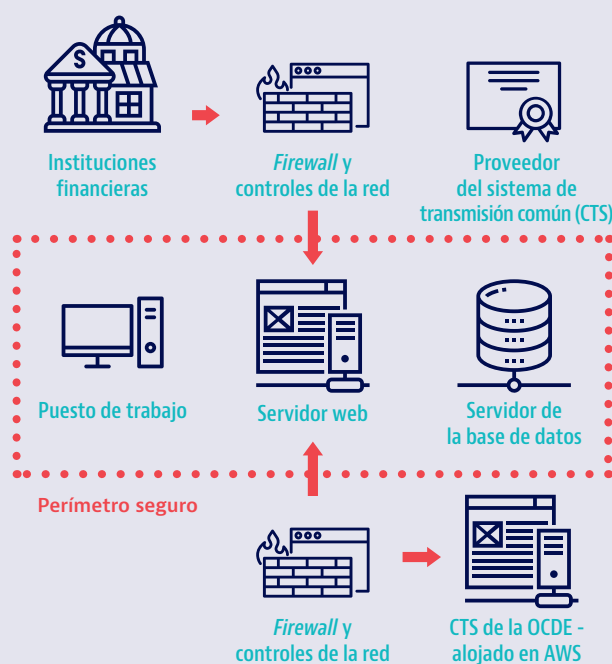 $
Instituciones
financieras
Firewall y
controles de la red
Proveedor
del sistema de
transmisión común (CTS)
Puesto de trabajo
Servidor web
Servidor de
la base de datos
Perímetro seguro
Firewall y
controles de la red
CTS de la OCDE -
alojado en AWS